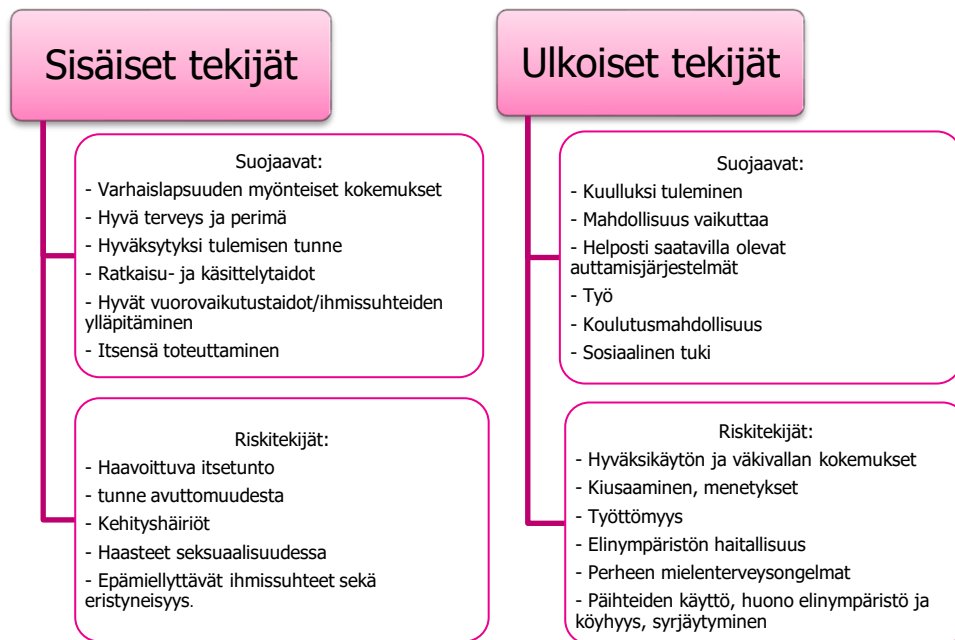 Sisäiset tekijät
Suojaavat:
- Varhaislapsuuden myönteiset kokemukset
- Hyvä terveys ja perimä
- Hyväksytyksi tulemisen tunne
- Ratkaisu- ja käsittelytaidot
- Hyvät vuorovaikutustaidot/ihmissuhteiden
ylläpitäminen
- Itsensä toteuttaminen
Riskitekijät:
- Haavoittuva itsetunto
- tunne avuttomuudesta
- Kehityshäiriöt
- Haasteet seksuaalisuudessa
- Epämiellyttävät ihmissuhteet sekä
eristyneisyys.
Ulkoiset tekijät
Suojaavat:
- Kuulluksi tuleminen
- Mahdollisuus vaikuttaa
- Helposti saatavilla olevat
auttamisjärjestelmät
- Työ
- Koulutusmahdollisuus
- Sosiaalinen tuki
Riskitekijät:
- Hyväksikäytön ja väkivallan kokemukset
- Kiusaaminen, menetykset
- Työttömyys
- Elinympäristön haitallisuus
- Perheen mielenterveysongelmat
- Päihteiden käyttö, huono elinympäristö ja
köyhyys, syrjäytyminen